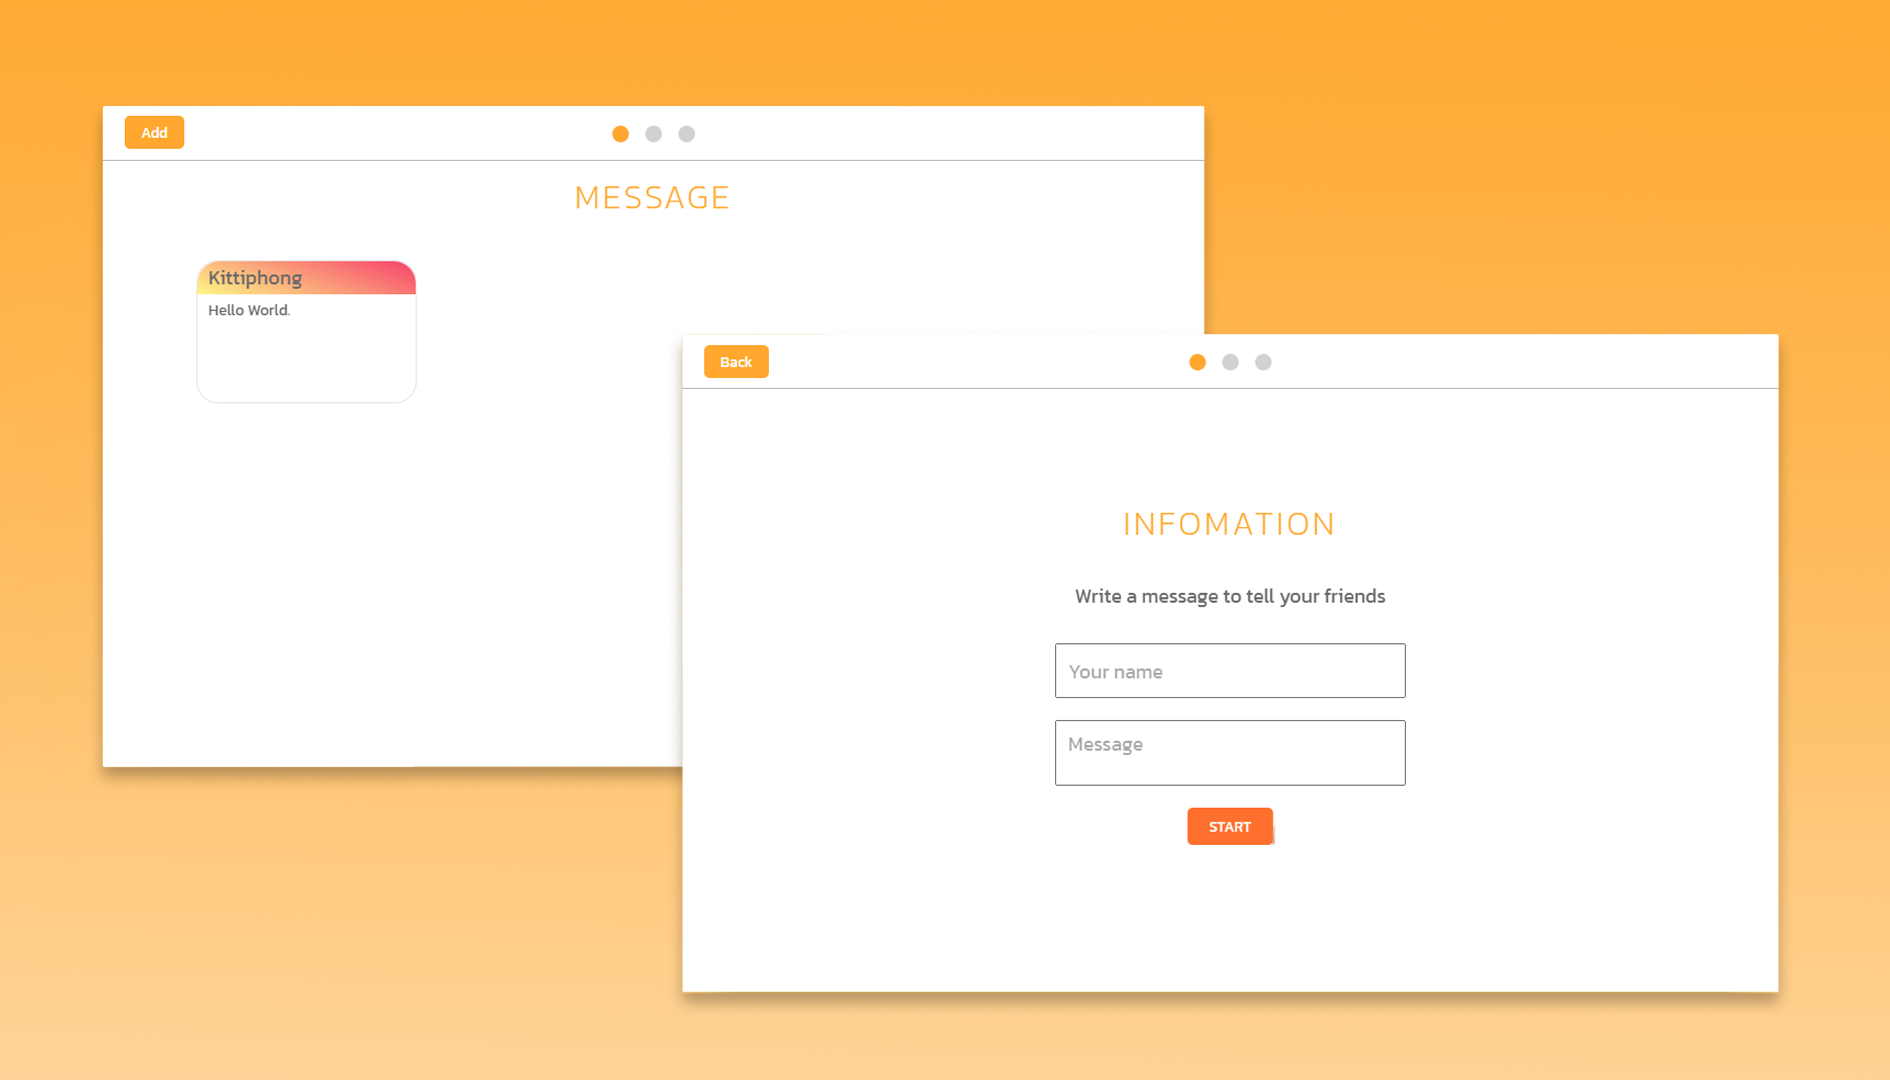 Add
MESSAGE
Kittiphong
Hello World.
Back
INFOMATION
Write a message to tell your friends
Your name
Message
START